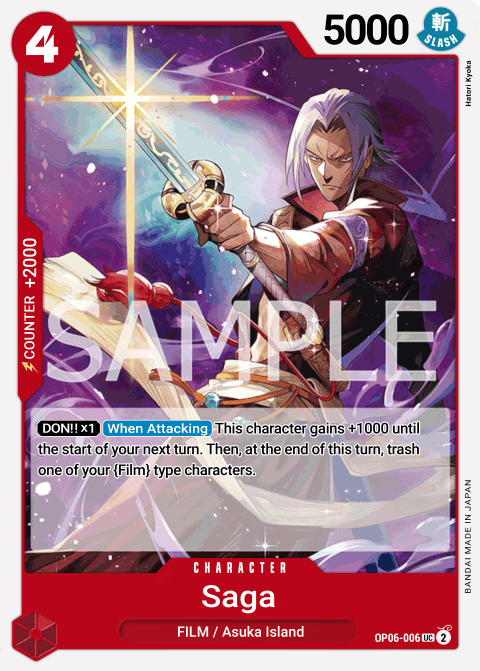 4
5000
斬
SLASH
Hatori Kyoka
COUNTER +2000
SAMPLE
DON!! ×1 When Attacking This character gains +1000 until
the start of your next turn. Then, at the end of this turn, trash
one of your {Film} type characters.
BANDAI MADE IN JAPAN
CHARACTER
Saga
FILM / Asuka Island
OP06-006 UC 2